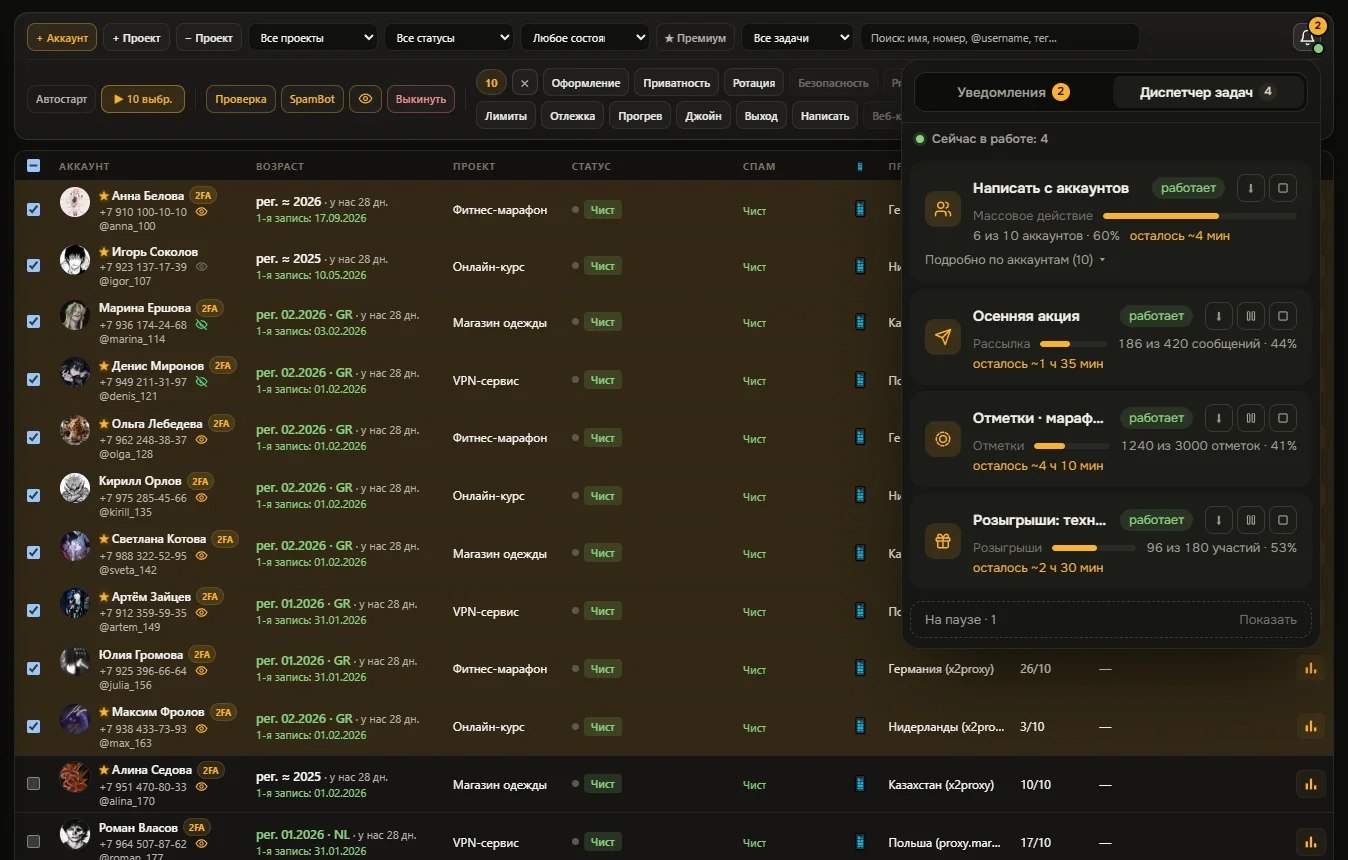 + Аккаунт + Проект − Проект Все проекты Все статусы Любое состоя Премиум Все задачи Поиск: имя, номер, @username, тег... 2
Автостарт 10 выбр. Проверка SpamBot Выкинуть
10 × Оформление Приватность Ротация Безопасность
Лимиты Отлежка Прогрев Джойн Выход Написать
Уведомления 2 Диспетчер задач 4
Сейчас в работе: 4
Написать с аккаунтов работает
Массовое действие
6 из 10 аккаунтов · 60% осталось ~4 мин
Подробно по аккаунтам (10)
Осенняя акция работает
Рассылка 186 из 420 сообщений · 44%
осталось ~1 ч 35 мин
Отметки · мараф... работает
Отметки 1240 из 3000 отметок · 41%
осталось ~4 ч 10 мин
Розыгрыши: техн... работает
Розыгрыши 96 из 180 участий · 53%
осталось ~2 ч 30 мин
На паузе · 1 Показать
АККАУНТ ВОЗРАСТ ПРОЕКТ СТАТУС СПАМ
Анна Белова 2FA
+7 910 100-10-10
@anna_100
рег. ≈ 2026 · у нас 28 дн.
1-я запись: 17.09.2026
Фитнес-марафон Чист Чист
Игорь Соколов
+7 923 137-17-39
@igor_107
рег. ≈ 2025 · у нас 28 дн.
1-я запись: 10.05.2026
Онлайн-курс Чист Чист
Марина Ершова 2FA
+7 936 174-24-68
@marina_114
рег. 02.2026 · GR · у нас 28 дн.
1-я запись: 03.02.2026
Магазин одежды Чист Чист
Денис Миронов 2FA
+7 949 211-31-97
@denis_121
рег. 02.2026 · GR · у нас 28 дн.
1-я запись: 01.02.2026
VPN-сервис Чист Чист
Ольга Лебедева 2FA
+7 962 248-38-37
@olga_128
рег. 02.2026 · GR · у нас 28 дн.
1-я запись: 01.02.2026
Фитнес-марафон Чист Чист
Кирилл Орлов 2FA
+7 975 285-45-66
@kirill_135
рег. 02.2026 · GR · у нас 28 дн.
1-я запись: 01.02.2026
Онлайн-курс Чист Чист
Светлана Котова 2FA
+7 988 322-52-95
@sveta_142
рег. 02.2026 · GR · у нас 28 дн.
1-я запись: 01.02.2026
Магазин одежды Чист Чист
Артём Зайцев 2FA
+7 912 359-59-35
@artem_149
рег. 01.2026 · GR · у нас 28 дн.
1-я запись: 31.01.2026
VPN-сервис Чист Чист
Юлия Громова 2FA
+7 925 396-66-64
@julia_156
рег. 01.2026 · GR · у нас 28 дн.
1-я запись: 31.01.2026
Фитнес-марафон Чист Чист Германия (x2proxy) 26/10 —
Максим Фролов 2FA
+7 938 433-73-93
@max_163
рег. 02.2026 · GR · у нас 28 дн.
1-я запись: 01.02.2026
Онлайн-курс Чист Чист Нидерланды (x2pro... 3/10 —
Алина Седова 2FA
+7 951 470-80-33
@alina_170
рег. ≈ 2025 · у нас 28 дн.
1-я запись: 01.02.2026
Магазин одежды Чист Чист Казахстан (x2proxy) 10/10 —
Роман Власов 2FA
+7 964 507-87-62
@roman_177
рег. 01.2026 · NL · у нас 28 дн.
1-я запись: 31.01.2026
VPN-сервис Чист Чист Польша (proxy.mar... 17/10 —